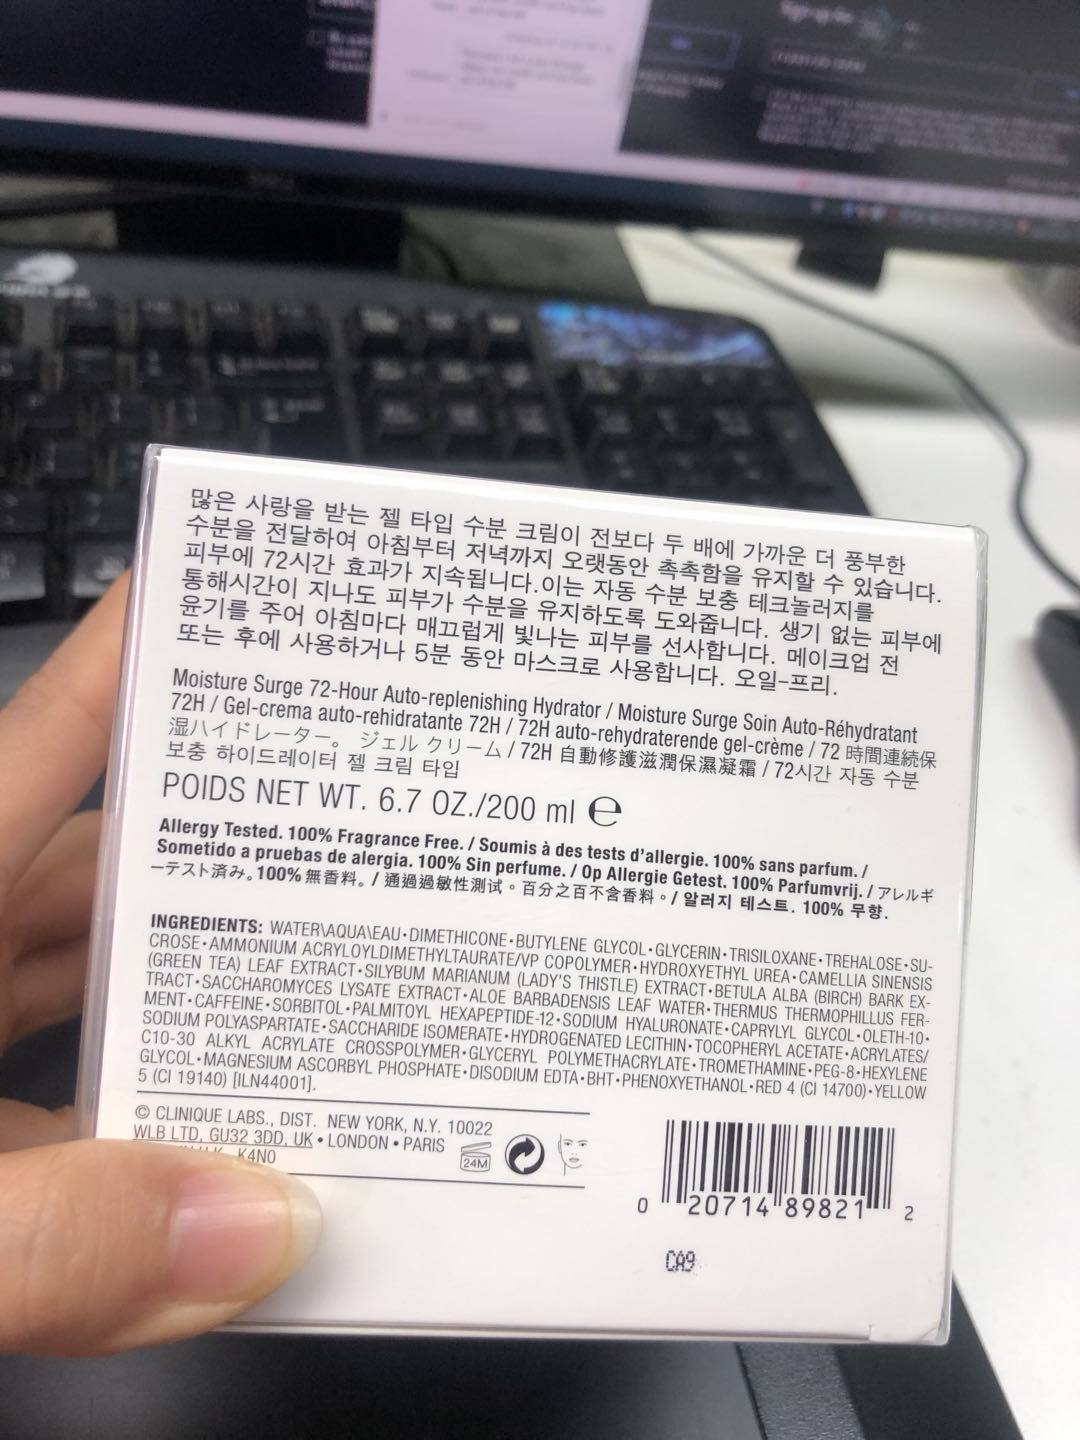 많은 사랑을 받는 젤 타입 수분 크림이 전보다 두 배에 가까운 더 풍부한
수분을 전달하여 아침부터 저녁까지 오랫동안 촉촉함을 유지할 수 있습니다.
피부에 72시간 효과가 지속됩니다.이는 자동 수분 보충 테크놀러지를
통해시간이 지나도 피부가 수분을 유지하도록 도와줍니다. 생기 없는 피부에
윤기를 주어 아침마다 매끄럽게 빛나는 피부를 선사합니다. 메이크업 전
또는 후에 사용하거나 5분 동안 마스크로 사용합니다. 오일-프리.
Moisture Surge 72-Hour Auto-replenishing Hydrator / Moisture Surge Soin Auto-Réhydratant
72H / Gel-crema auto-rehidratante 72H / 72H auto-rehydraterende gel-crème / 72 時間連続保
湿ハイドレーター。 ジェル クリーム / 72H 自動修護滋潤保濕凝霜 / 72시간 자동 수분
보충 하이드레이터 젤 크림 타입
POIDS NET WT. 6.7 OZ./200 ml ℮
Allergy Tested. 100% Fragrance Free. / Soumis à des tests d'allergie. 100% sans parfum. /
Sometido a pruebas de alergia. 100% Sin perfume. / Op Allergie Getest. 100% Parfumvrij. / アレルギ
ーテスト済み。100% 無香料。 / 通過過敏性測試。百分之百不含香料。/ 알러지 테스트. 100% 무향.
INGREDIENTS: WATER\AQUA\EAU•DIMETHICONE•BUTYLENE GLYCOL•GLYCERIN•TRISILOXANE•TREHALOSE•SU-
CROSE•AMMONIUM ACRYLOYLDIMETHYLTAURATE/VP COPOLYMER•HYDROXYETHYL UREA•CAMELLIA SINENSIS
(GREEN TEA) LEAF EXTRACT•SILYBUM MARIANUM (LADY'S THISTLE) EXTRACT•BETULA ALBA (BIRCH) BARK EX-
TRACT•SACCHAROMYCES LYSATE EXTRACT•ALOE BARBADENSIS LEAF WATER•THERMUS THERMOPHILLUS FER-
MENT•CAFFEINE•SORBITOL•PALMITOYL HEXAPEPTIDE-12•SODIUM HYALURONATE•CAPRYLYL GLYCOL•OLETH-10•
SODIUM POLYASPARTATE•SACCHARIDE ISOMERATE•HYDROGENATED LECITHIN•TOCOPHERYL ACETATE•ACRYLATES/
C10-30 ALKYL ACRYLATE CROSSPOLYMER•GLYCERYL POLYMETHACRYLATE•TROMETHAMINE•PEG-8•HEXYLENE
GLYCOL•MAGNESIUM ASCORBYL PHOSPHATE•DISODIUM EDTA•BHT•PHENOXYETHANOL•RED 4 (CI 14700)•YELLOW
5 (CI 19140) [ILN44001].
© CLINIQUE LABS., DIST. NEW YORK, N.Y. 10022
WLB LTD, GU32 3DD, UK • LONDON • PARIS
K4N0
24M
0 20714 89821 2
CA9